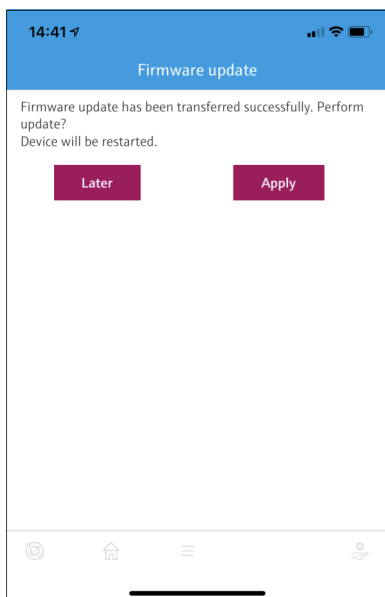 14:41
Firmware update
Firmware update has been transferred successfully. Perform
update?
Device will be restarted.
Later Apply